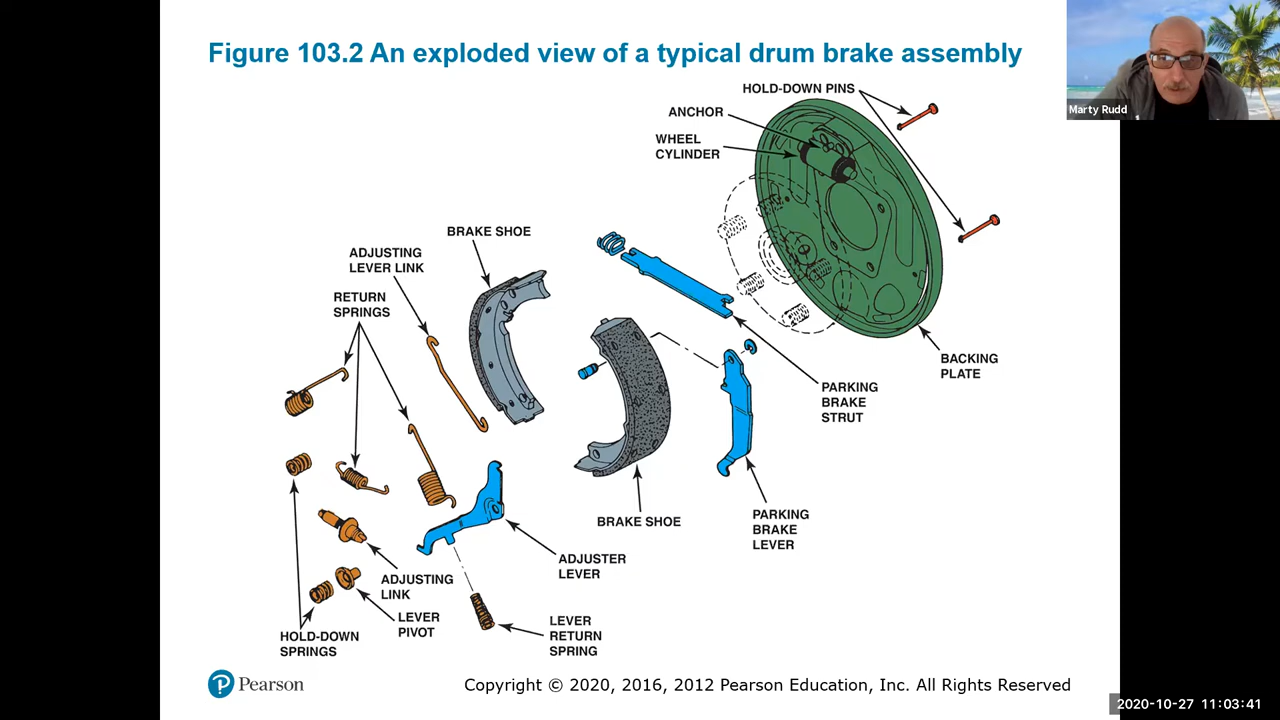 Figure 103.2 An exploded view of a typical drum brake assembly
Marty Rudd
HOLD-DOWN PINS
ANCHOR
WHEEL
CYLINDER
BRAKE SHOE
ADJUSTING
LEVER LINK
RETURN
SPRINGS
BACKING
PLATE
PARKING
BRAKE
STRUT
BRAKE SHOE
PARKING
BRAKE
LEVER
ADJUSTER
LEVER
ADJUSTING
LINK
LEVER
PIVOT
HOLD-DOWN
SPRINGS
LEVER
RETURN
SPRING
Pearson
Copyright © 2020, 2016, 2012 Pearson Education, Inc. All Rights Reserved
2020-10-27 11:03:41